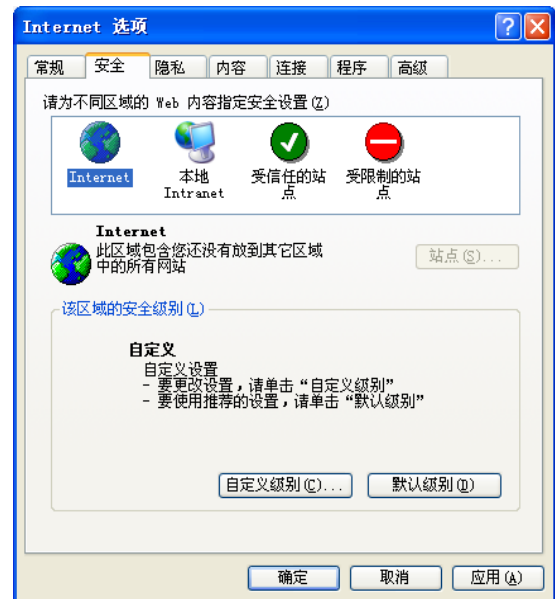 Internet 选项
常规 安全 隐私 内容 连接 程序 高级
请为不同区域的 Web 内容指定安全设置(Z)
Internet 本地 受信任的站 受限制的站
Intranet 点 点
Internet
此区域包含您还没有放到其它区域
中的所有网站
站点(S)...
该区域的安全级别(L)
自定义
自定义设置
- 要更改设置，请单击“自定义级别”
- 要使用推荐的设置，请单击“默认级别”
自定义级别(C)... 默认级别(D)
确定 取消 应用(A)